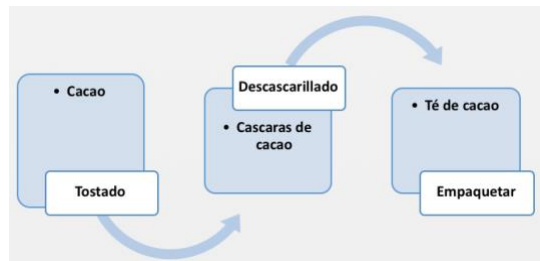 • Cacao
Tostado
Descascarillado
• Cascaras de
cacao
• Té de cacao
Empaquetar